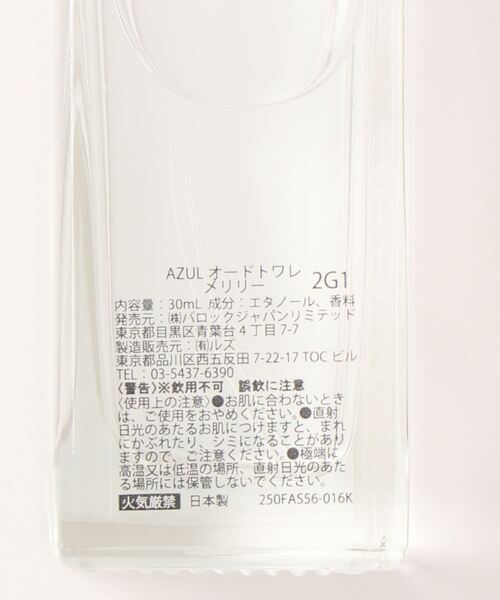 AZUL オードトワレ
メリリー 2G1
内容量：30mL 成分：エタノール、香料
発売元：㈱バロックジャパンリミテッド
東京都目黒区青葉台4丁目7-7
製造販売元：㈲ルズ
東京都品川区西五反田7-22-17 TOCビル
TEL：03-5437-6390
〈警告〉※飲用不可 誤飲に注意
〈使用上の注意〉●お肌に合わないとき
は、ご使用をおやめください。●直射
日光のあたるお肌につけますと、まれ
にかぶれたり、シミになることがあり
ますので、ご注意ください。●極端に
高温又は低温の場所、直射日光のあた
る場所には保管しないでください。
火気厳禁 日本製 250FAS56-016K